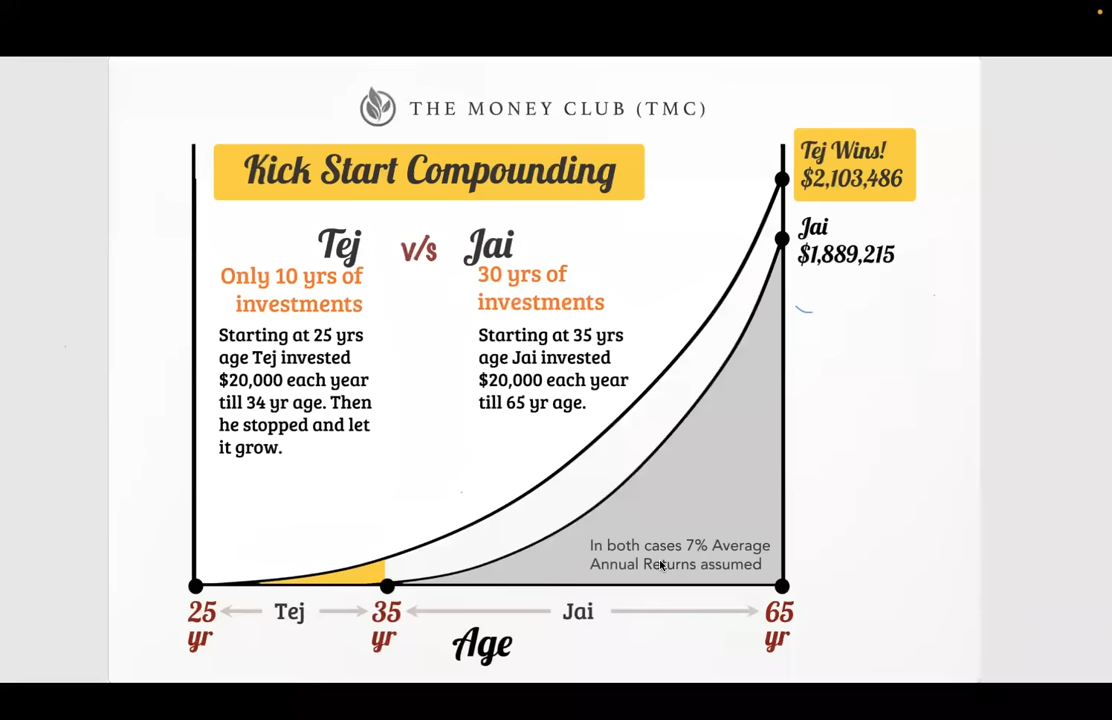 THE MONEY CLUB (TMC)
Kick Start Compounding
Tej Wins!
$2,103,486
Jai
$1,889,215
Tej v/s Jai
Only 10 yrs of
investments
Starting at 25 yrs
age Tej invested
$20,000 each year
till 34 yr age. Then
he stopped and let
it grow.
30 yrs of
investments
Starting at 35 yrs
age Jai invested
$20,000 each year
till 65 yr age.
In both cases 7% Average
Annual Returns assumed
25 yr
Tej
35 yr
Jai
65 yr
Age